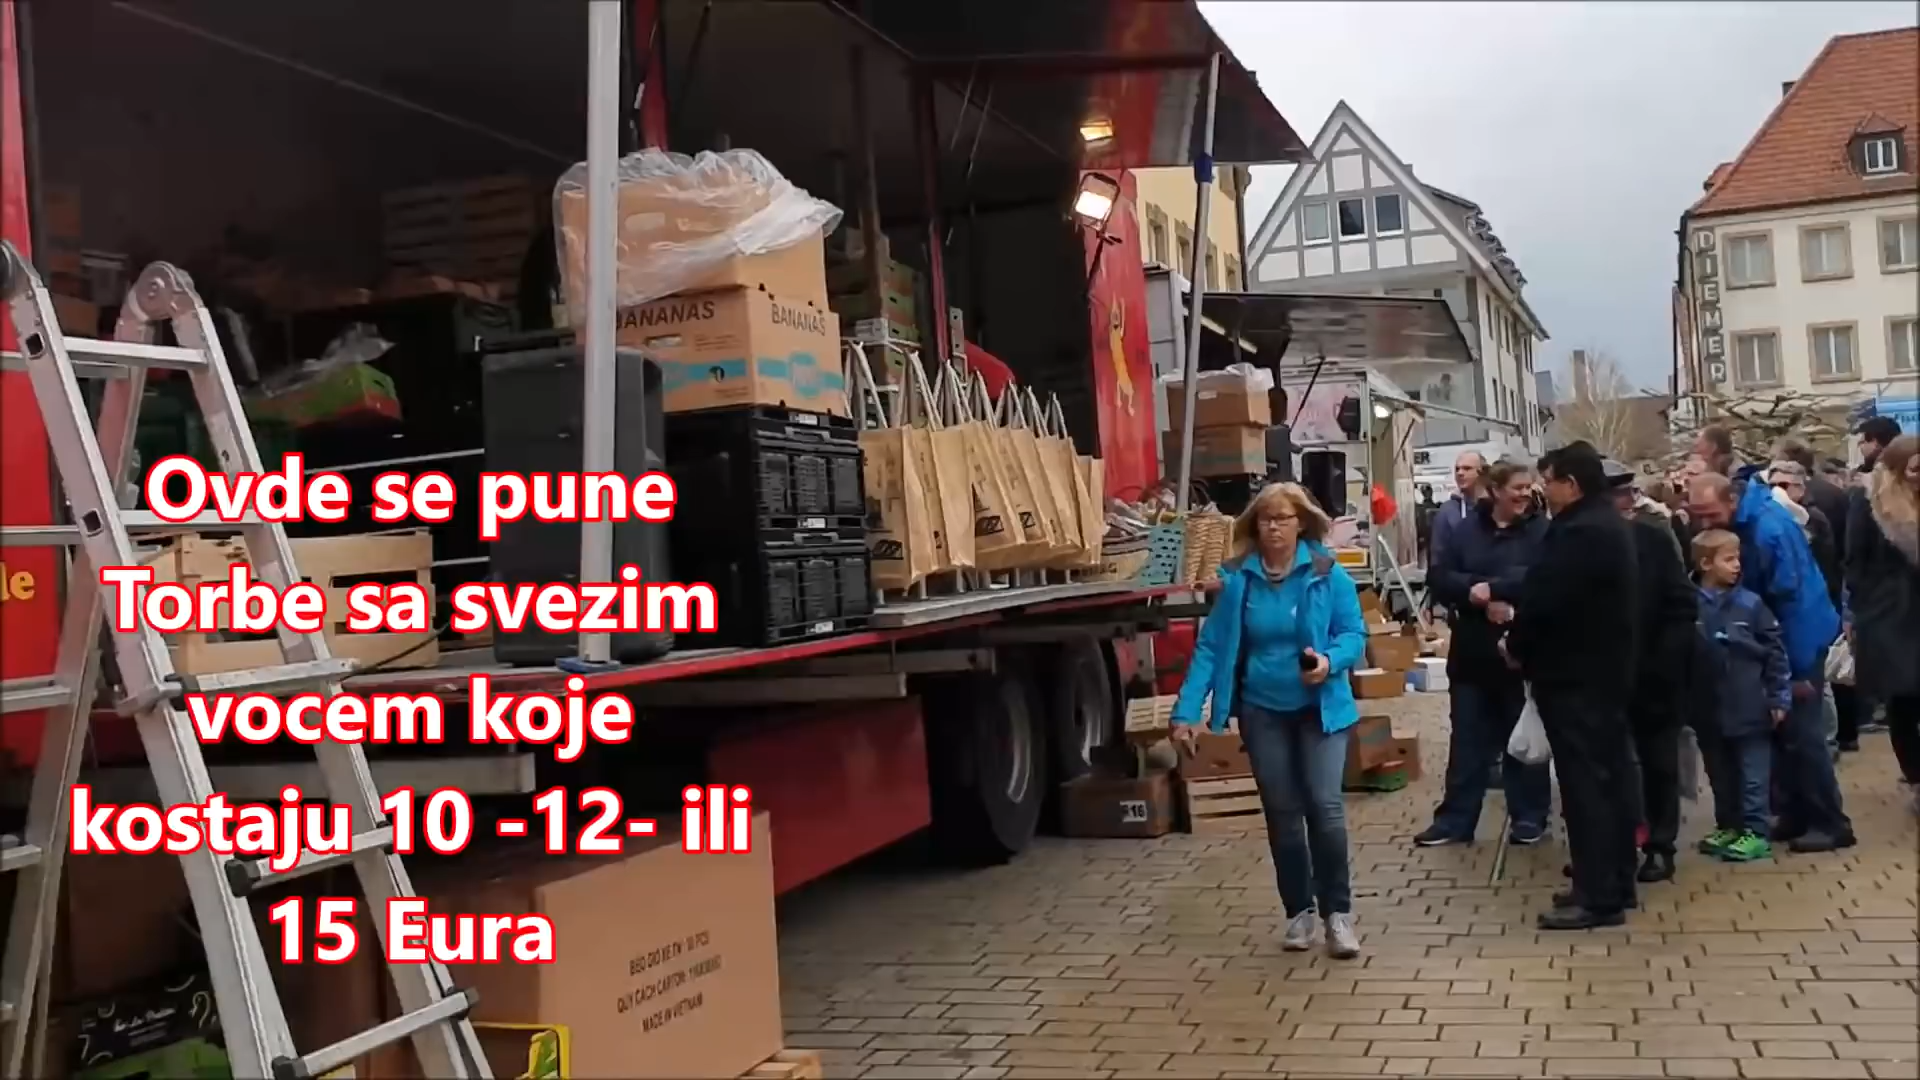 Ovde se pune
Torbe sa svezim
vocem koje
kostaju 10 -12- ili
15 Eura
BANANAS
BANANAS
DIEMER
R16
MADE IN VIETNAM